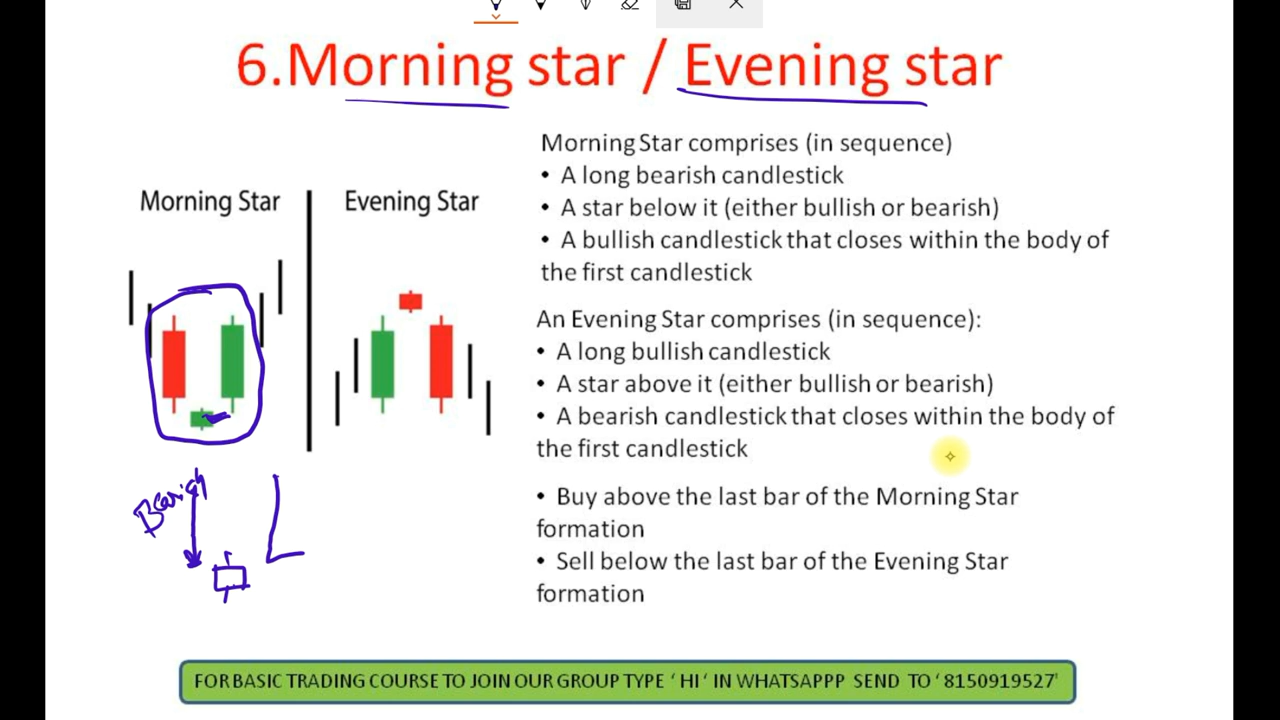 6.Morning star / Evening star
Morning Star comprises (in sequence)
• A long bearish candlestick
• A star below it (either bullish or bearish)
• A bullish candlestick that closes within the body of
the first candlestick
Morning Star
Evening Star
An Evening Star comprises (in sequence):
• A long bullish candlestick
• A star above it (either bullish or bearish)
• A bearish candlestick that closes within the body of
the first candlestick
Bearish
• Buy above the last bar of the Morning Star
formation
• Sell below the last bar of the Evening Star
formation
FOR BASIC TRADING COURSE TO JOIN OUR GROUP TYPE ‘ HI ‘ IN WHATSAPPP SEND TO ‘ 8150919527’